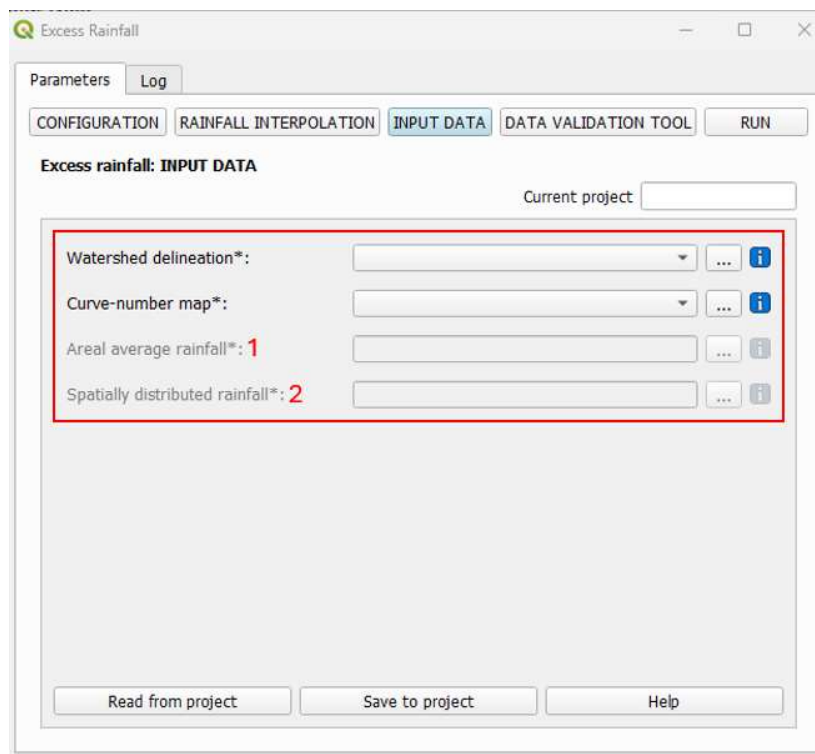 Excess Rainfall
Parameters Log
CONFIGURATION RAINFALL INTERPOLATION INPUT DATA DATA VALIDATION TOOL RUN
Excess rainfall: INPUT DATA
Current project
Watershed delineation*: ... i
Curve-number map*: ... i
Areal average rainfall*: 1 ... i
Spatially distributed rainfall*: 2 ... i
Read from project Save to project Help